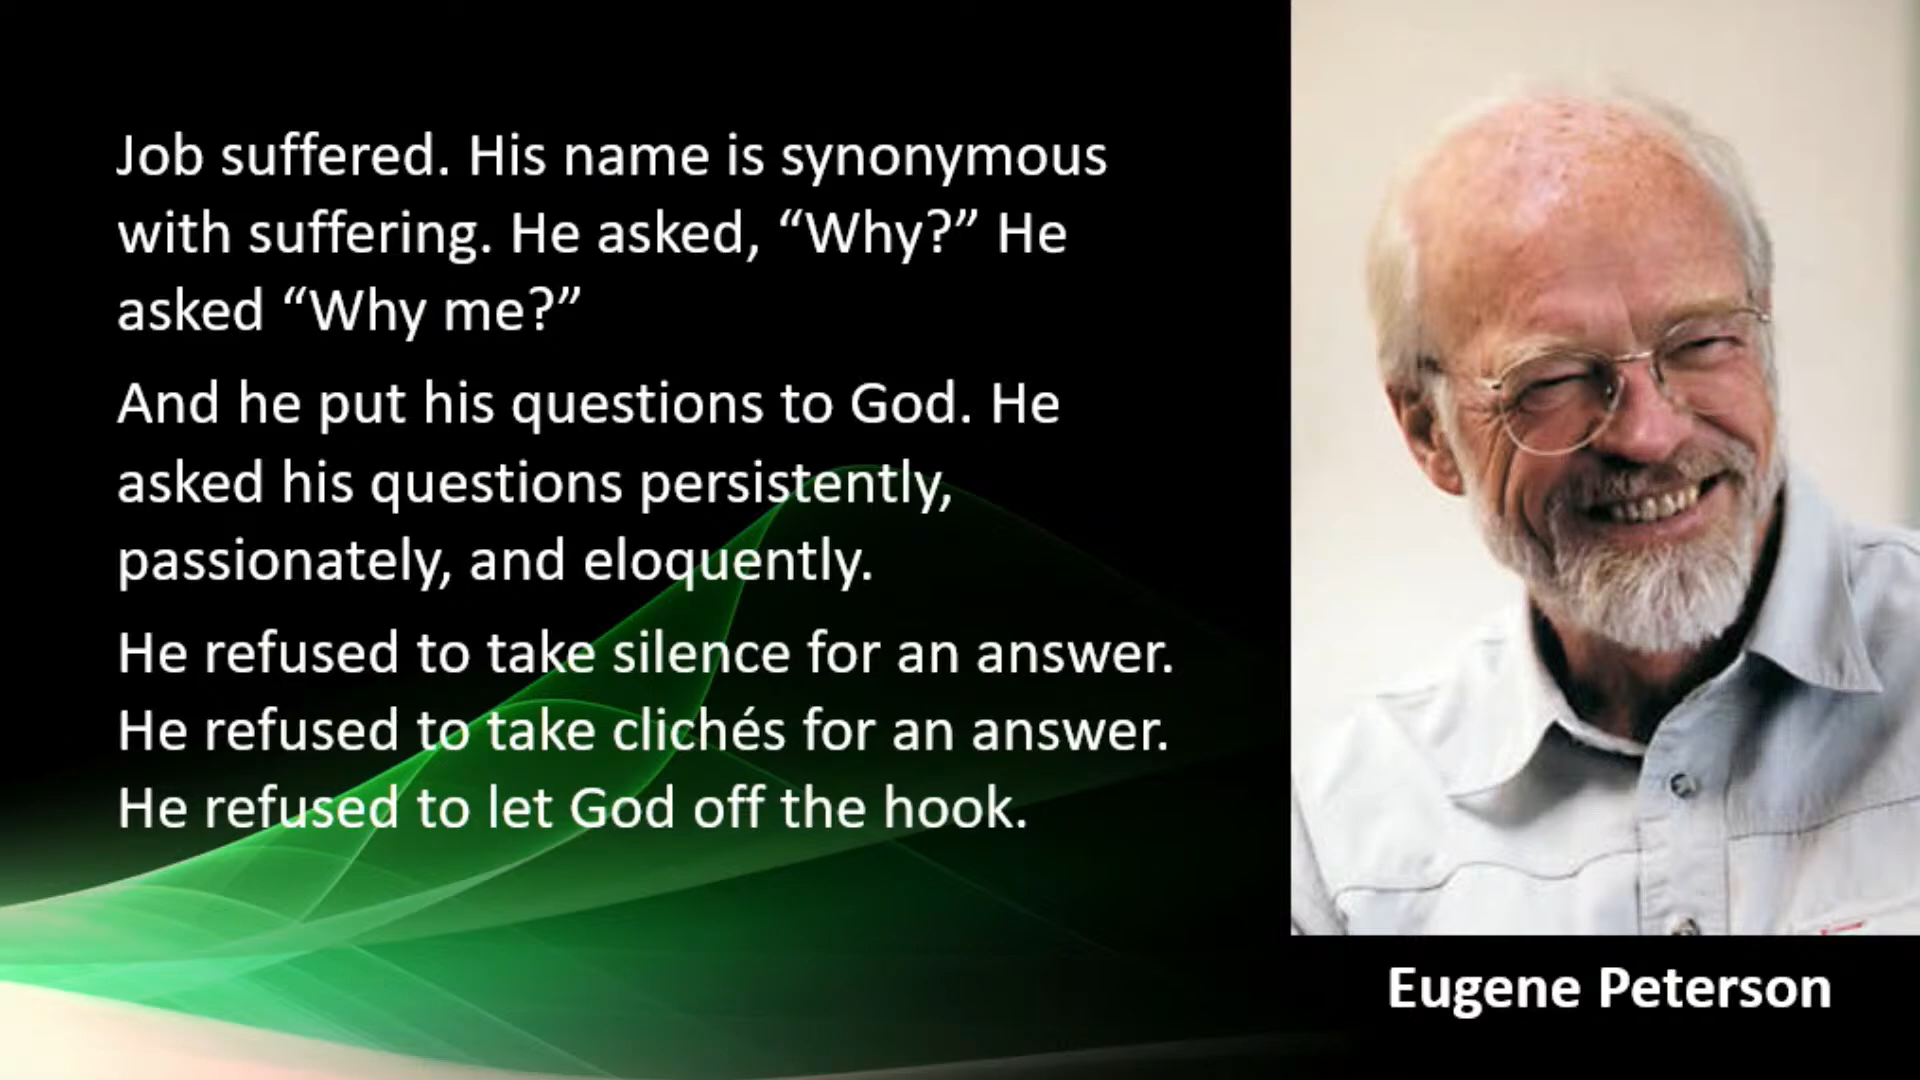 Job suffered. His name is synonymous
with suffering. He asked, “Why?” He
asked “Why me?”
And he put his questions to God. He
asked his questions persistently,
passionately, and eloquently.
He refused to take silence for an answer.
He refused to take clichés for an answer.
He refused to let God off the hook.
Eugene Peterson